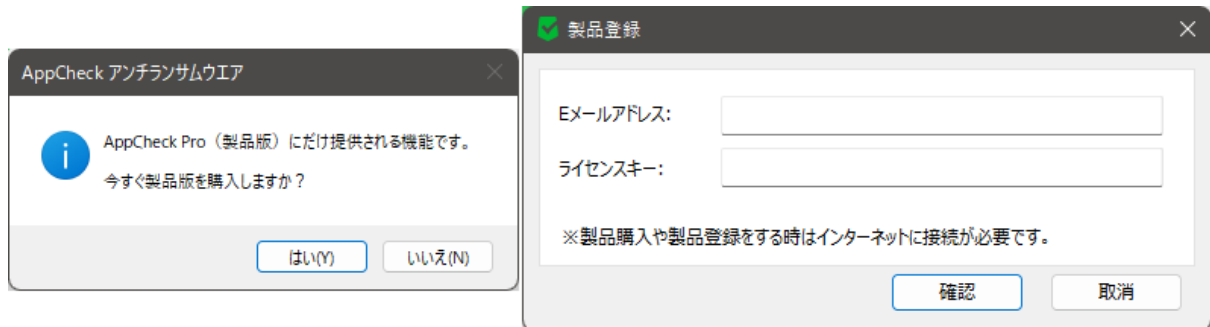 AppCheck アンチランサムウエア
AppCheck Pro（製品版）にだけ提供される機能です。
今すぐ製品版を購入しますか？
はい(Y)
いいえ(N)
製品登録
Eメールアドレス:
ライセンスキー:
※製品購入や製品登録をする時はインターネットに接続が必要です。
確認
取消